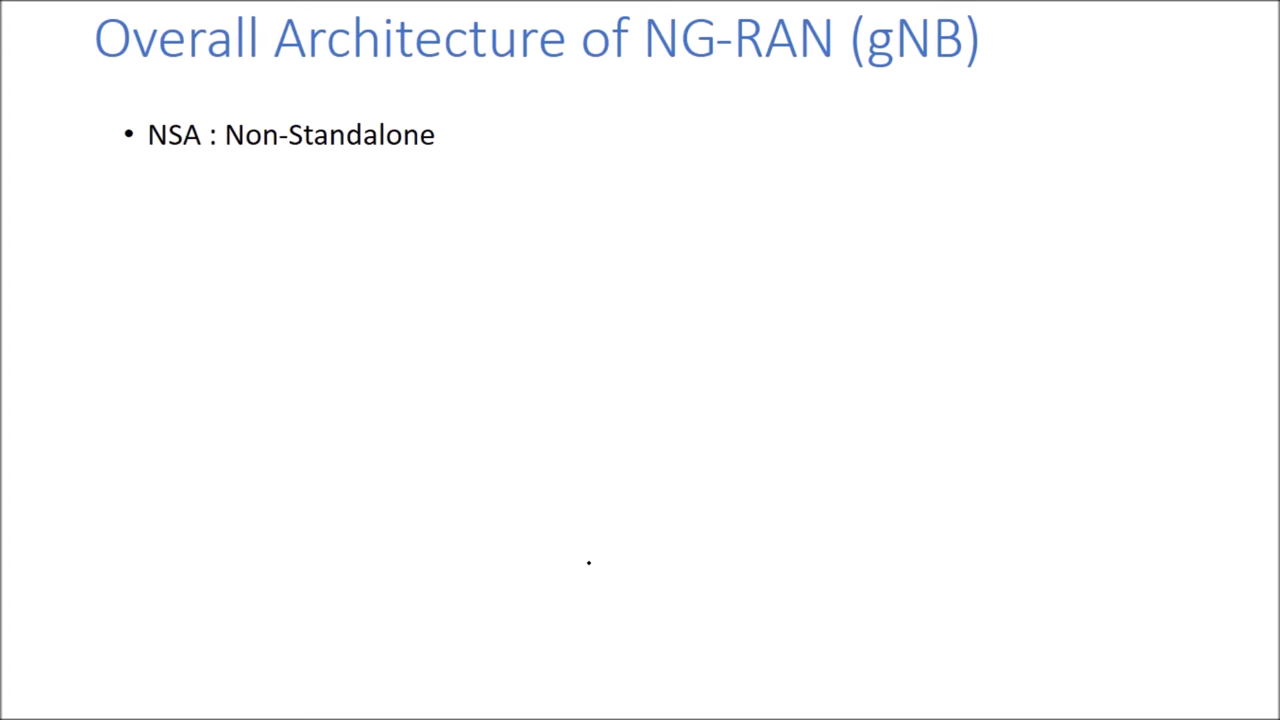 Overall Architecture of NG-RAN (gNB)
• NSA : Non-Standalone